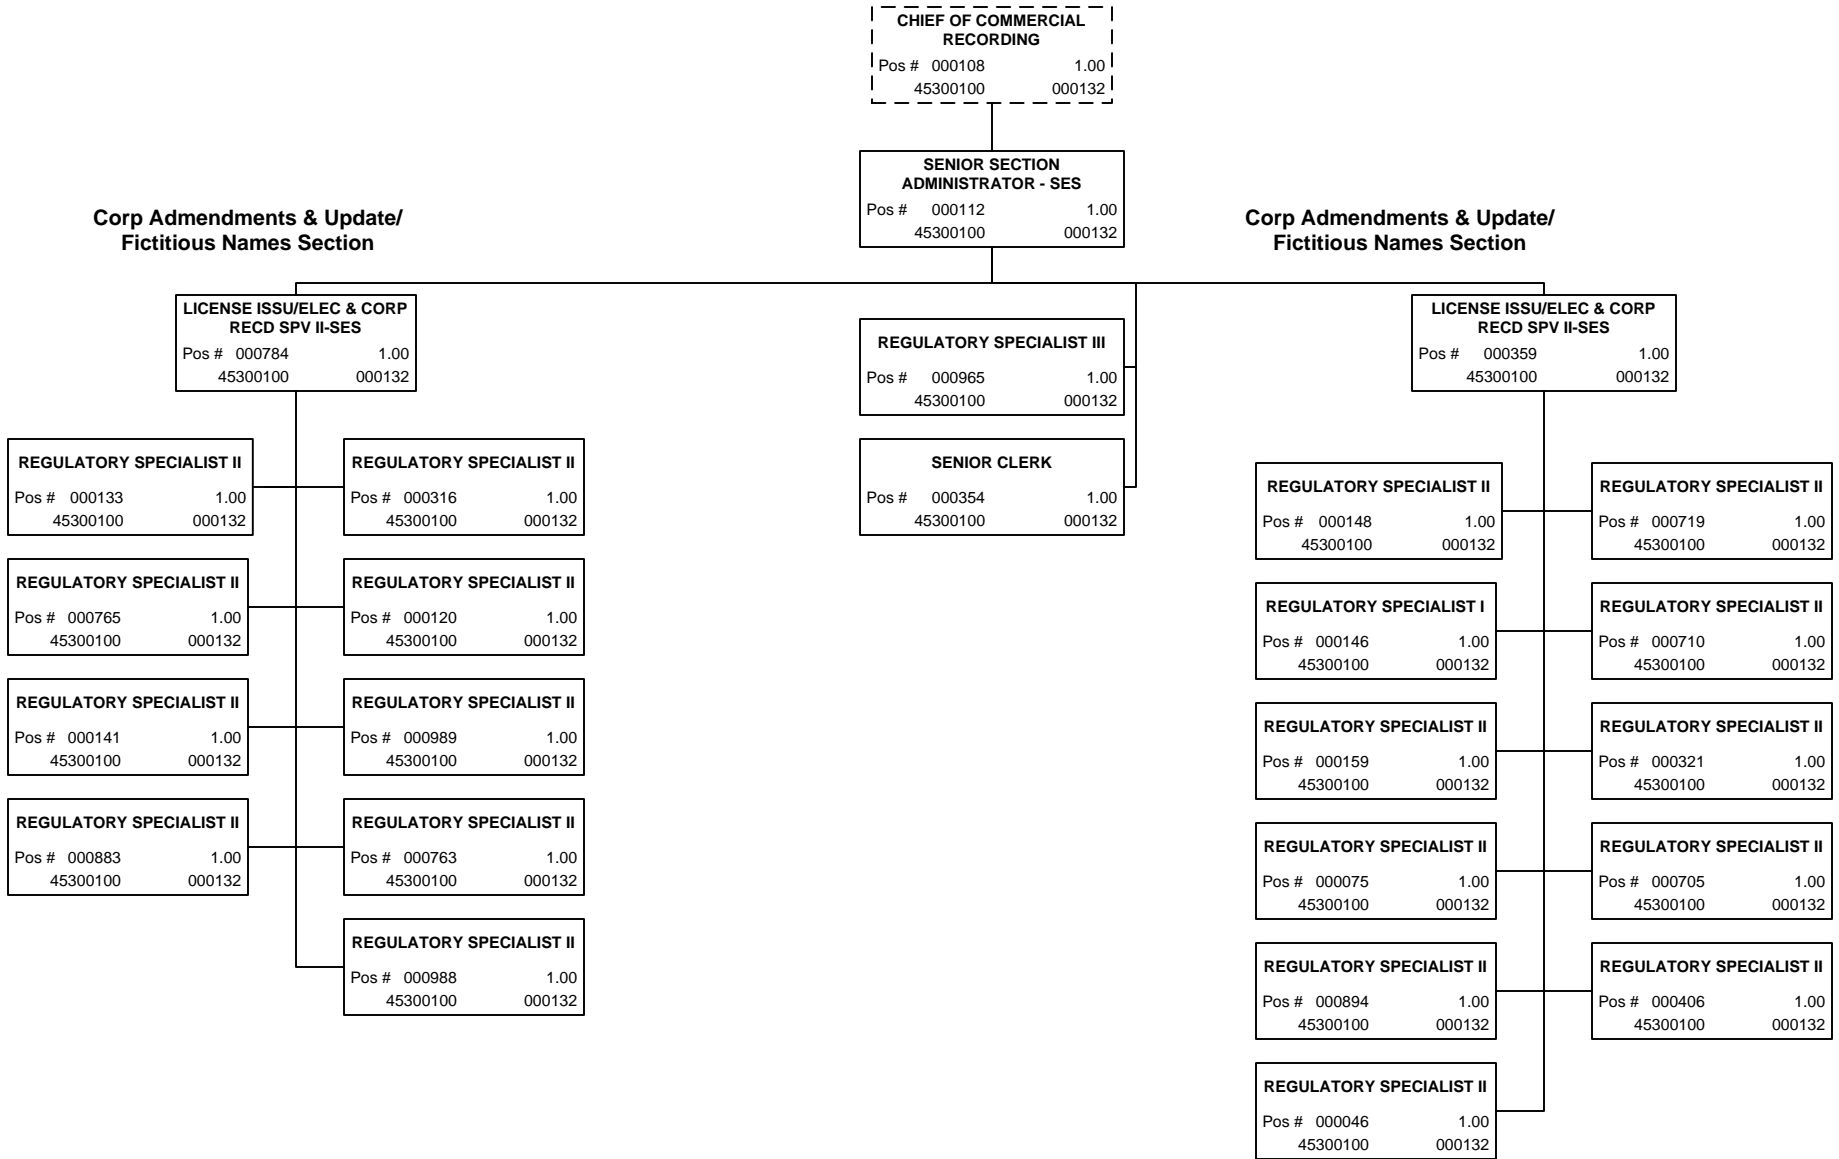 CHIEF OF COMMERCIAL
RECORDING
Pos # 000108 1.00
45300100 000132
SENIOR SECTION
ADMINISTRATOR - SES
Pos # 000112 1.00
45300100 000132
Corp Admendments & Update/
Fictitious Names Section
Corp Admendments & Update/
Fictitious Names Section
LICENSE ISSU/ELEC & CORP
RECD SPV II-SES
Pos # 000784 1.00
45300100 000132
REGULATORY SPECIALIST III
Pos # 000965 1.00
45300100 000132
LICENSE ISSU/ELEC & CORP
RECD SPV II-SES
Pos # 000359 1.00
45300100 000132
REGULATORY SPECIALIST II
Pos # 000133 1.00
45300100 000132
REGULATORY SPECIALIST II
Pos # 000316 1.00
45300100 000132
REGULATORY SPECIALIST II
Pos # 000765 1.00
45300100 000132
REGULATORY SPECIALIST II
Pos # 000120 1.00
45300100 000132
REGULATORY SPECIALIST II
Pos # 000141 1.00
45300100 000132
REGULATORY SPECIALIST II
Pos # 000989 1.00
45300100 000132
REGULATORY SPECIALIST II
Pos # 000883 1.00
45300100 000132
REGULATORY SPECIALIST II
Pos # 000763 1.00
45300100 000132
REGULATORY SPECIALIST II
Pos # 000988 1.00
45300100 000132
SENIOR CLERK
Pos # 000354 1.00
45300100 000132
REGULATORY SPECIALIST II
Pos # 000148 1.00
45300100 000132
REGULATORY SPECIALIST II
Pos # 000719 1.00
45300100 000132
REGULATORY SPECIALIST I
Pos # 000146 1.00
45300100 000132
REGULATORY SPECIALIST II
Pos # 000710 1.00
45300100 000132
REGULATORY SPECIALIST II
Pos # 000159 1.00
45300100 000132
REGULATORY SPECIALIST II
Pos # 000321 1.00
45300100 000132
REGULATORY SPECIALIST II
Pos # 000075 1.00
45300100 000132
REGULATORY SPECIALIST II
Pos # 000705 1.00
45300100 000132
REGULATORY SPECIALIST II
Pos # 000894 1.00
45300100 000132
REGULATORY SPECIALIST II
Pos # 000406 1.00
45300100 000132
REGULATORY SPECIALIST II
Pos # 000046 1.00
45300100 000132